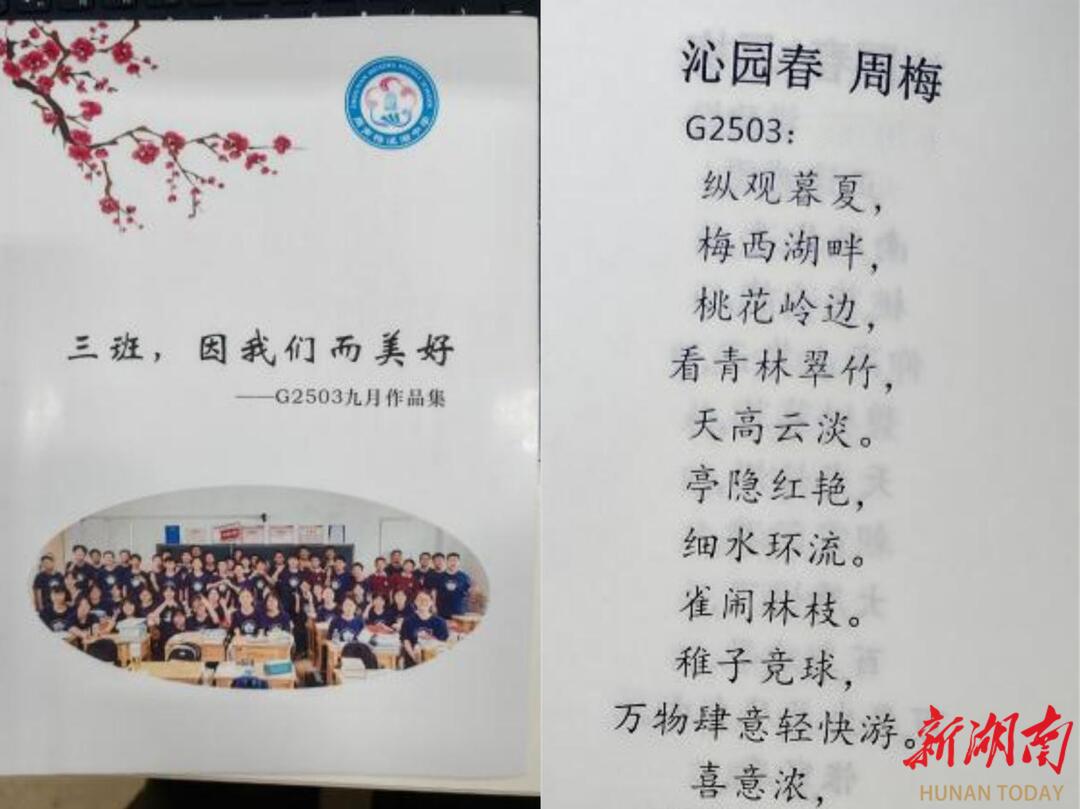 三班，因我们而美好
——G2503九月作品集
沁园春 周梅
G2503：
纵观暮夏，
梅西湖畔，
桃花岭边，
看青林翠竹，
天高云淡。
亭隐红艳，
细水环流。
雀闹林枝。
稚子竞球，
万物肆意轻快游。
喜意浓，
新湖南
HUNAN TODAY